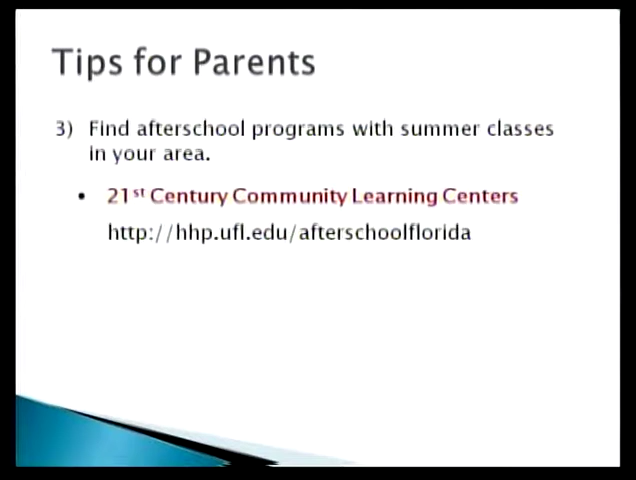 Tips for Parents
3) Find afterschool programs with summer classes
in your area.
• 21st Century Community Learning Centers
http://hhp.ufl.edu/afterschoolflorida